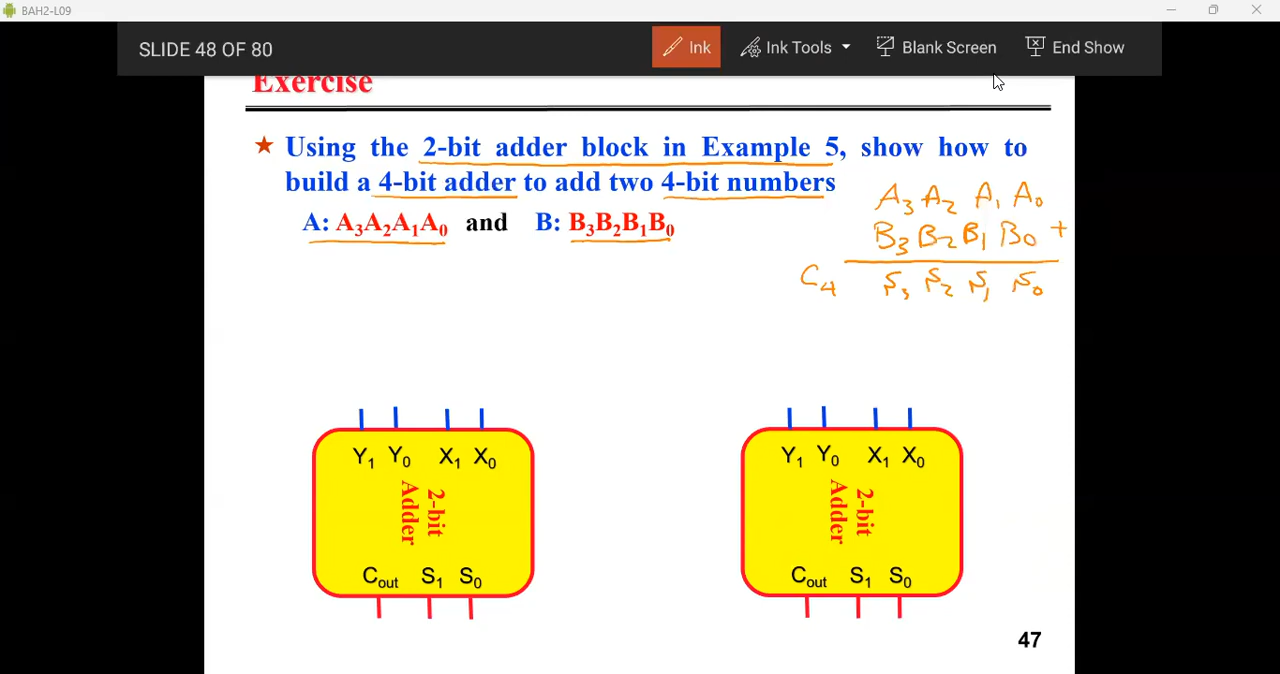 BAH2-L09
SLIDE 48 OF 80
Ink
Ink Tools
Blank Screen
End Show
Exercise
★ Using the 2-bit adder block in Example 5, show how to
build a 4-bit adder to add two 4-bit numbers
A: A₃A₂A₁A₀ and B: B₃B₂B₁B₀
A₃ A₂ A₁ A₀
B₃ B₂ B₁ B₀ +
C₄ S₃ S₂ S₁ S₀
Y₁ Y₀ X₁ X₀
2-bit
Adder
Cout S₁ S₀
Y₁ Y₀ X₁ X₀
2-bit
Adder
Cout S₁ S₀
47